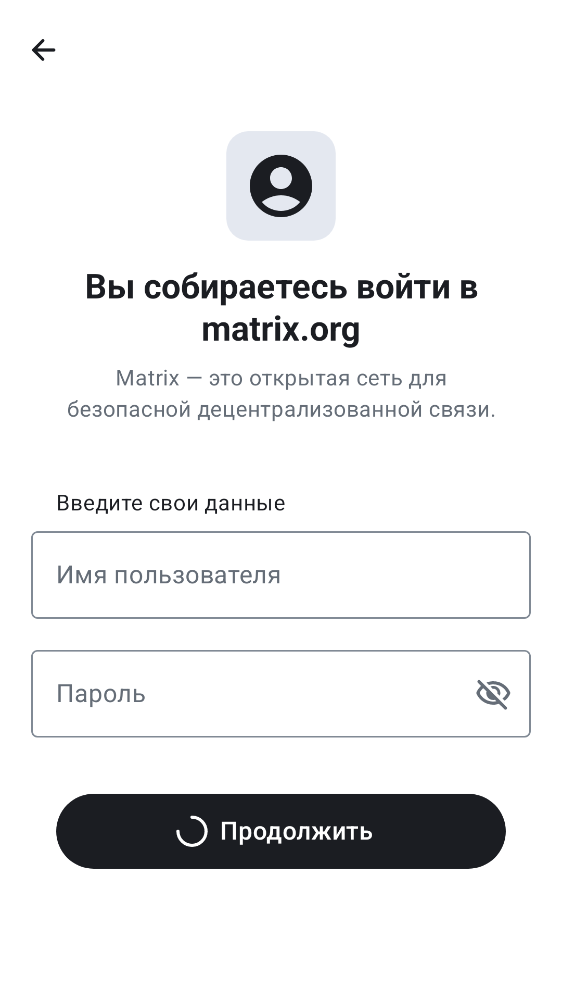 Вы собираетесь войти в
matrix.org
Matrix — это открытая сеть для
безопасной децентрализованной связи.
Введите свои данные
Имя пользователя
Пароль
Продолжить